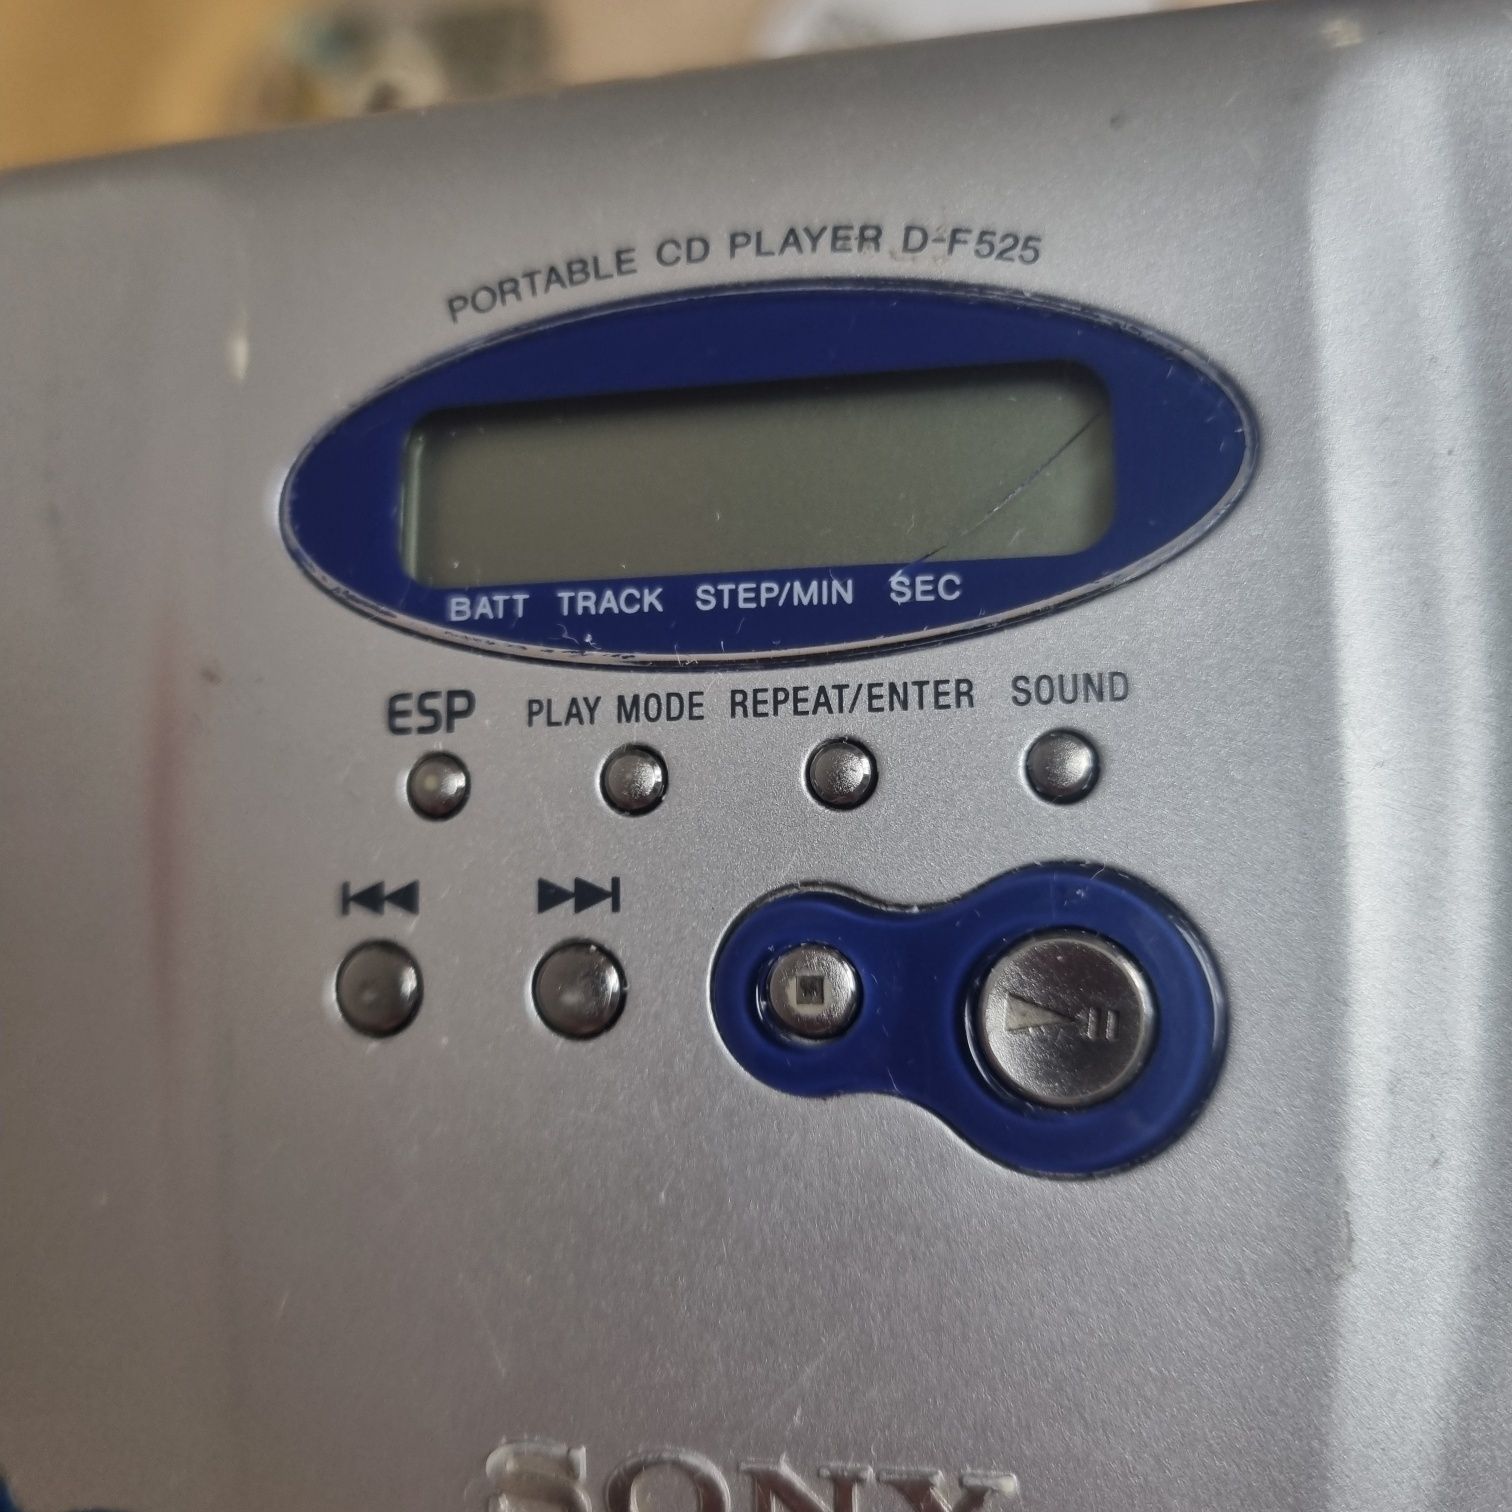 PORTABLE CD PLAYER D-F525
BATT TRACK STEP/MIN SEC
ESP PLAY MODE REPEAT/ENTER SOUND
SONY